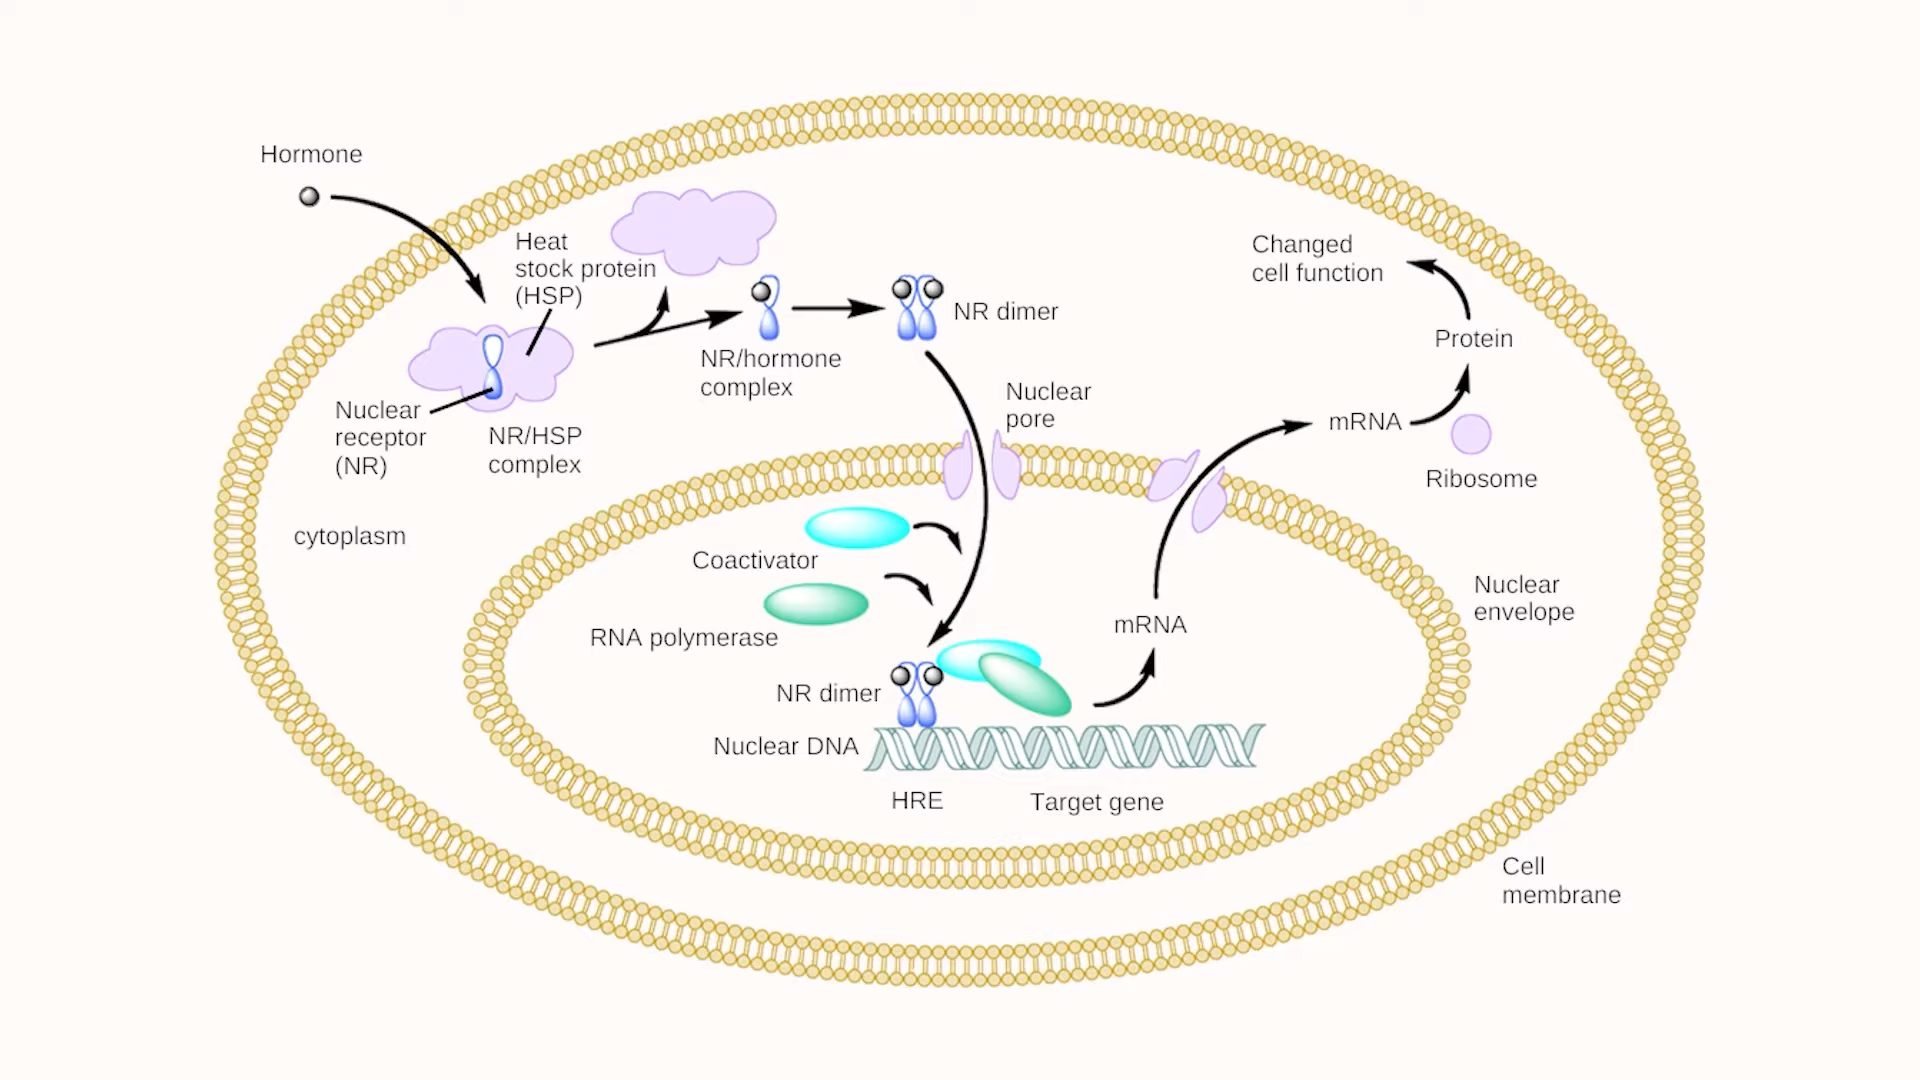 Hormone
Heat
stock protein
(HSP)
Changed
cell function
NR dimer
Protein
NR/hormone
complex
Nuclear
pore
Nuclear
receptor
(NR)
NR/HSP
complex
mRNA
Ribosome
cytoplasm
Coactivator
Nuclear
envelope
RNA polymerase
mRNA
NR dimer
Nuclear DNA
HRE
Target gene
Cell
membrane